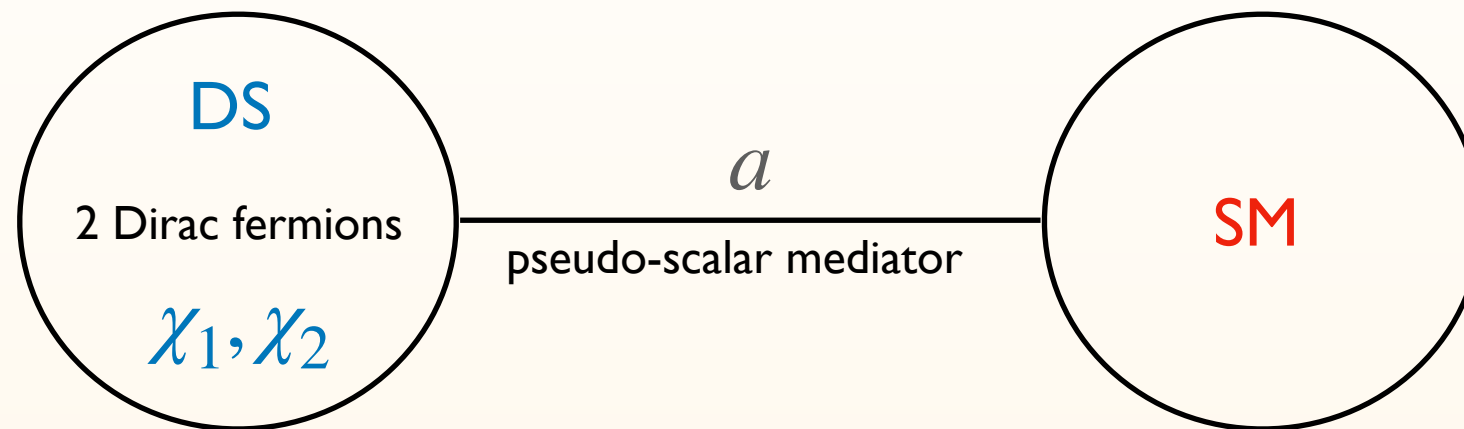 DS
2 Dirac fermions
χ₁, χ₂
a
pseudo-scalar mediator
SM